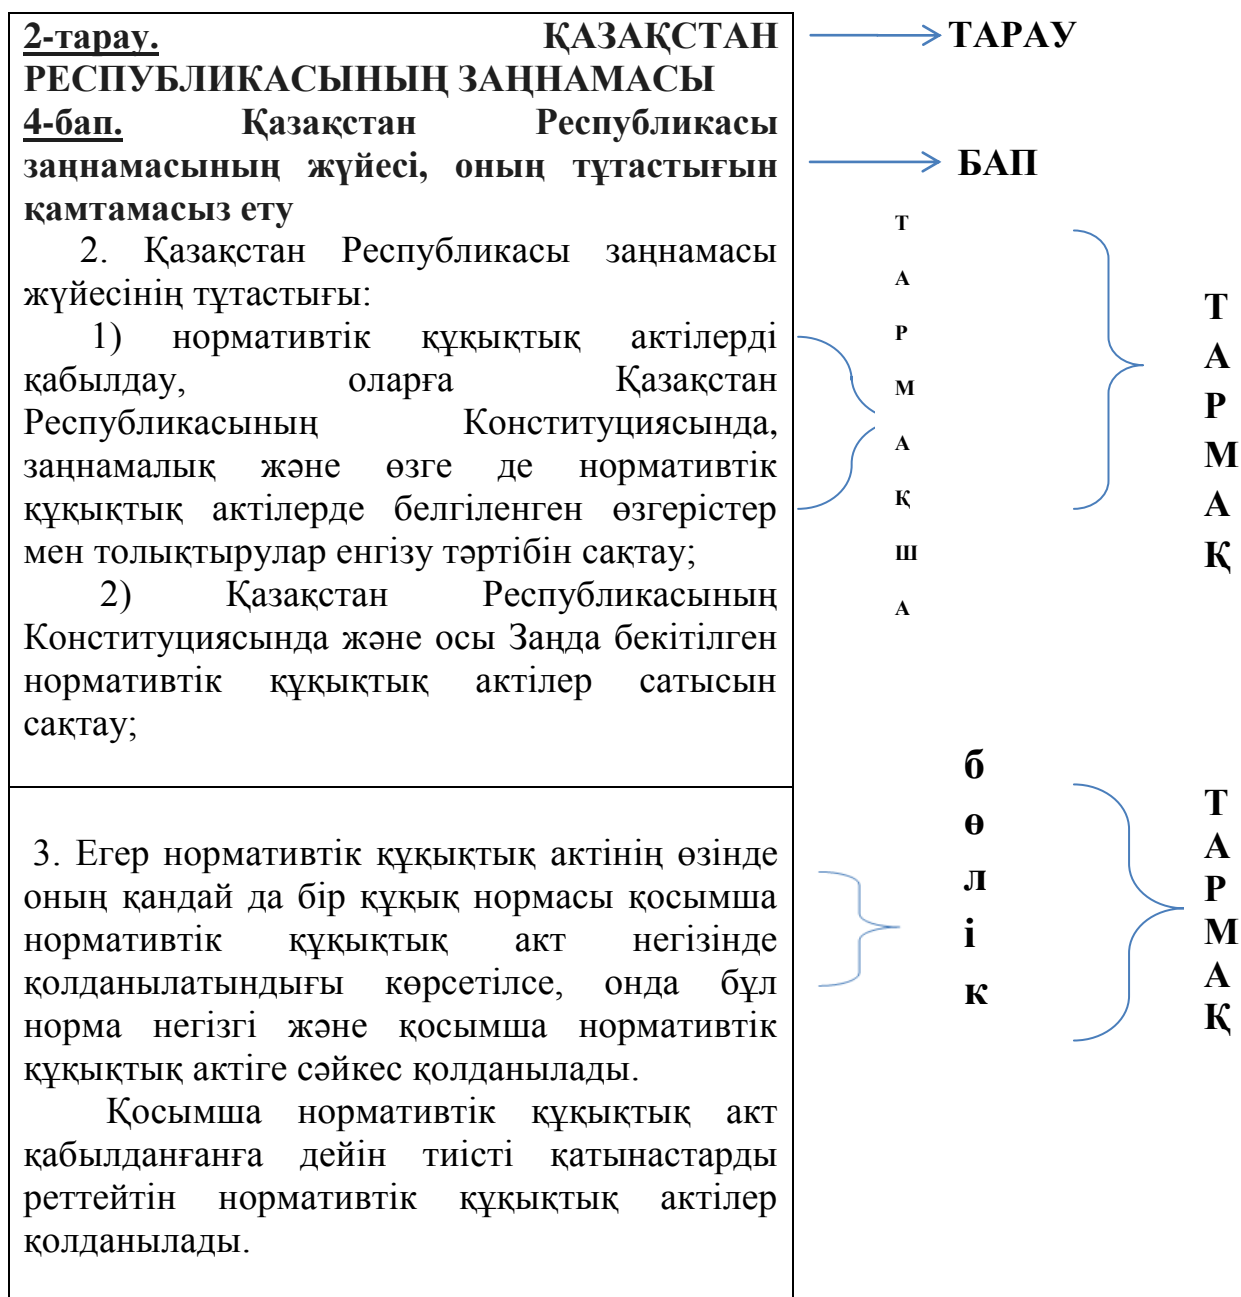 2-тарау. ҚАЗАҚСТАН
РЕСПУБЛИКАСЫНЫҢ ЗАҢНАМАСЫ
4-бап. Қазақстан Республикасы
заңнамасының жүйесі, оның тұтастығын
қамтамасыз ету
2. Қазақстан Республикасы заңнамасы
жүйесінің тұтастығы:
1) нормативтік құқықтық актілерді
қабылдау, оларға Қазақстан
Республикасының Конституциясында,
заңнамалық және өзге де нормативтік
құқықтық актілерде белгіленген өзгерістер
мен толықтырулар енгізу тәртібін сақтау;
2) Қазақстан Республикасының
Конституциясында және осы Заңда бекітілген
нормативтік құқықтық актілер сатысын
сақтау;
3. Егер нормативтік құқықтық актінің өзінде
оның қандай да бір құқық нормасы қосымша
нормативтік құқықтық акт негізінде
қолданылатындығы көрсетілсе, онда бұл
норма негізгі және қосымша нормативтік
құқықтық актіге сәйкес қолданылады.
Қосымша нормативтік құқықтық акт
қабылданғанға дейін тиісті қатынастарды
реттейтін нормативтік құқықтық актілер
қолданылады.
ТАРАУ
БАП
Т
А
Р
М
А
Қ
Ш
А
Т
А
Р
М
А
Қ
б
ө
л
і
к
Т
А
Р
М
А
Қ